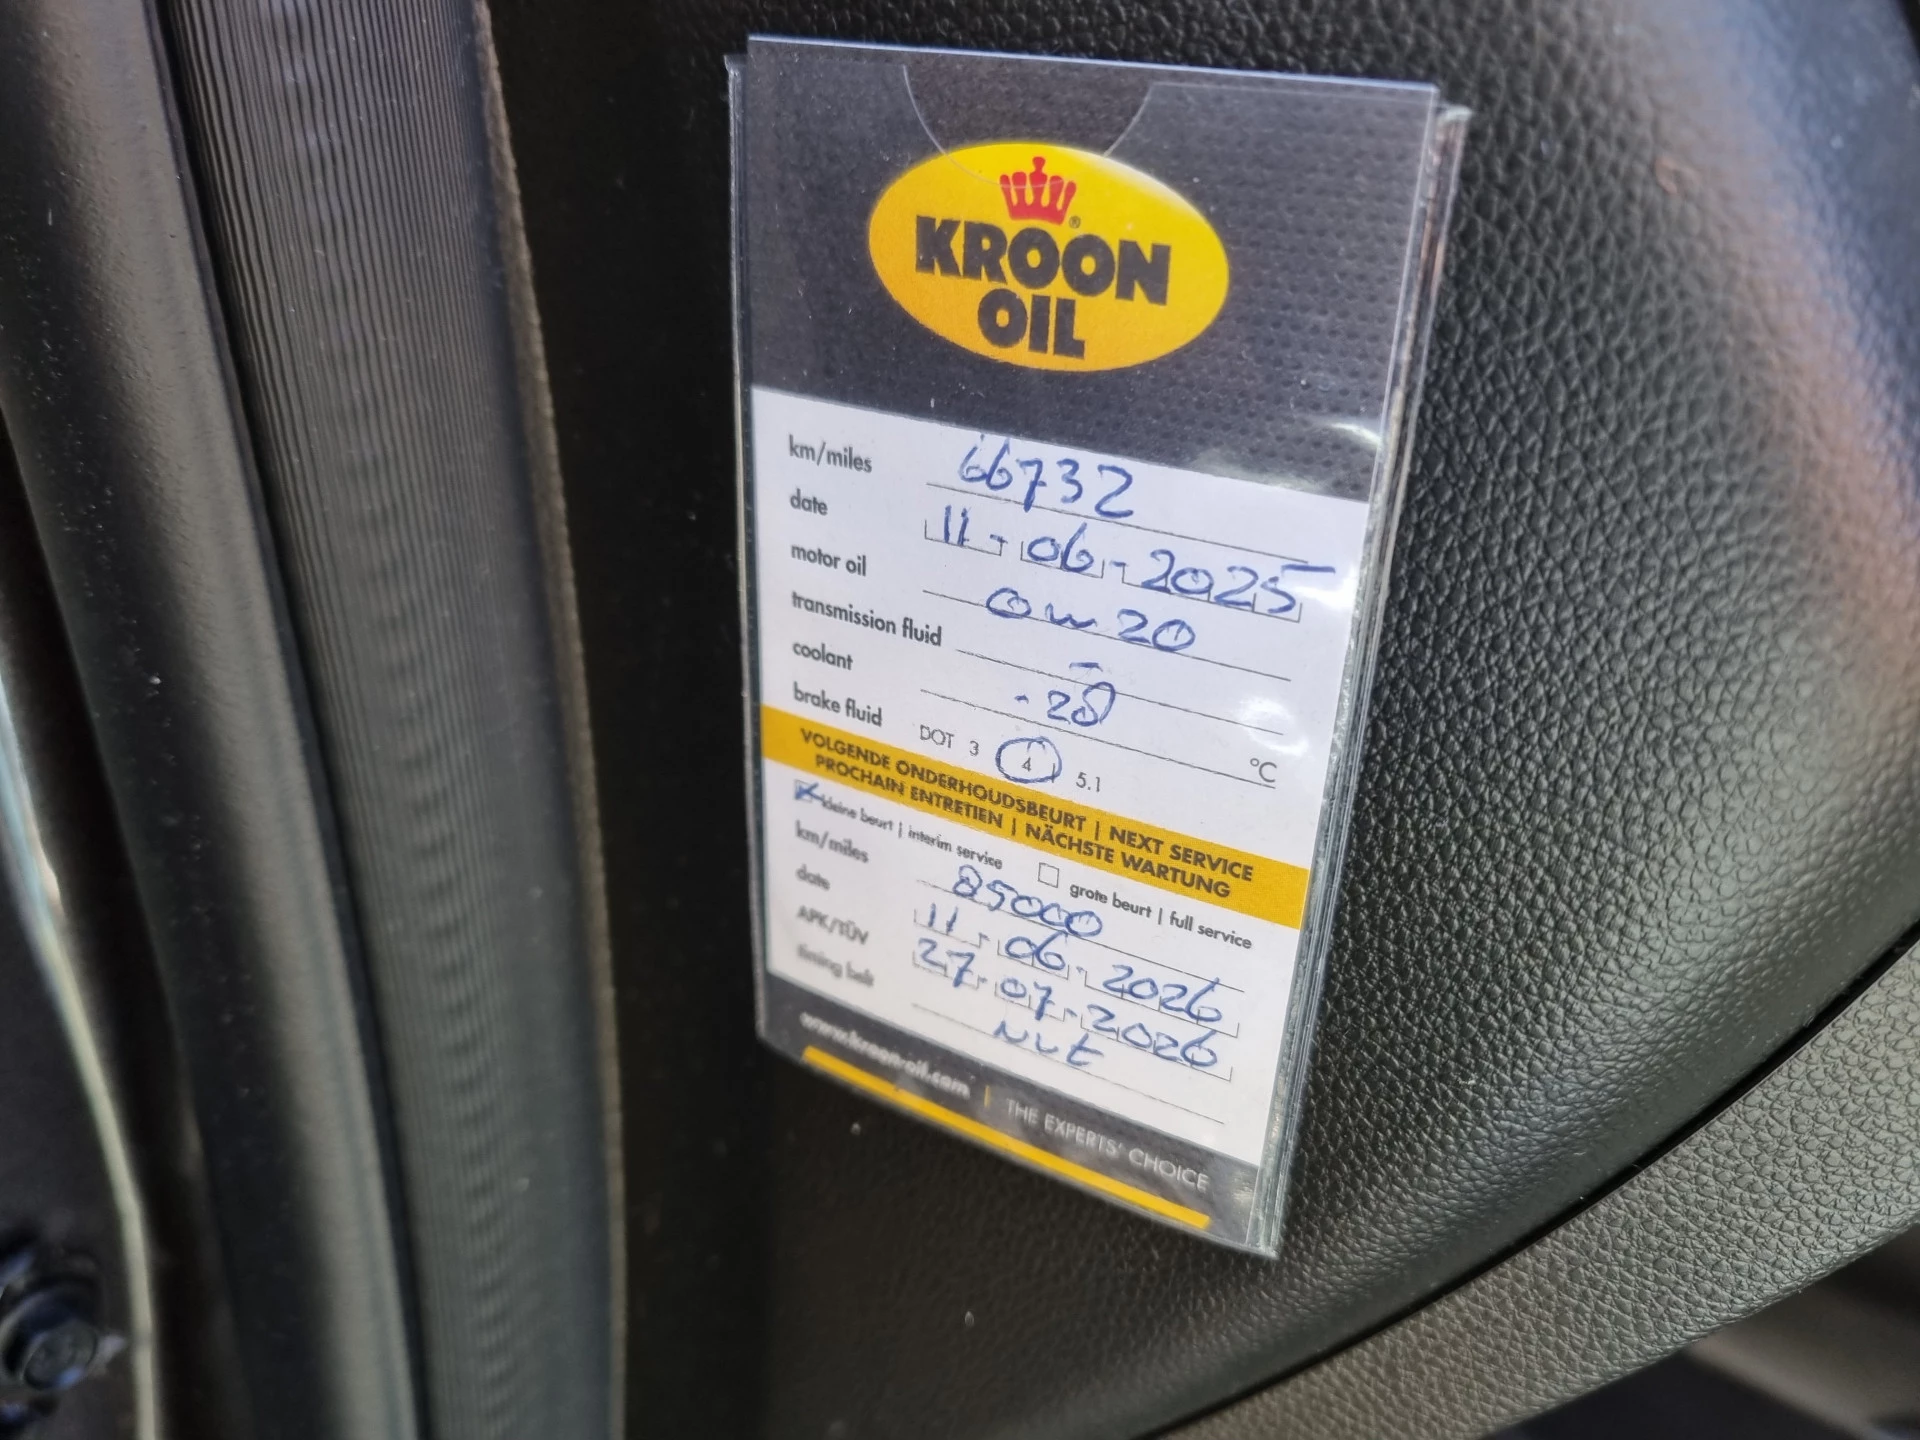 KROON
OIL
km/miles 66732
date 11-06-2025
motor oil 0w20
transmission fluid -
coolant -28 °C
brake fluid DOT 3 4 5.1
VOLGENDE ONDERHOUDSBEURT | NEXT SERVICE
PROCHAIN ENTRETIEN | NÄCHSTE WARTUNG
kleine beurt | interim service grote beurt | full service
km/miles 85000
date 11-06-2026
APK/TÜV 27-07-2026
timing belt
www.kroon-oil.com | THE EXPERTS' CHOICE